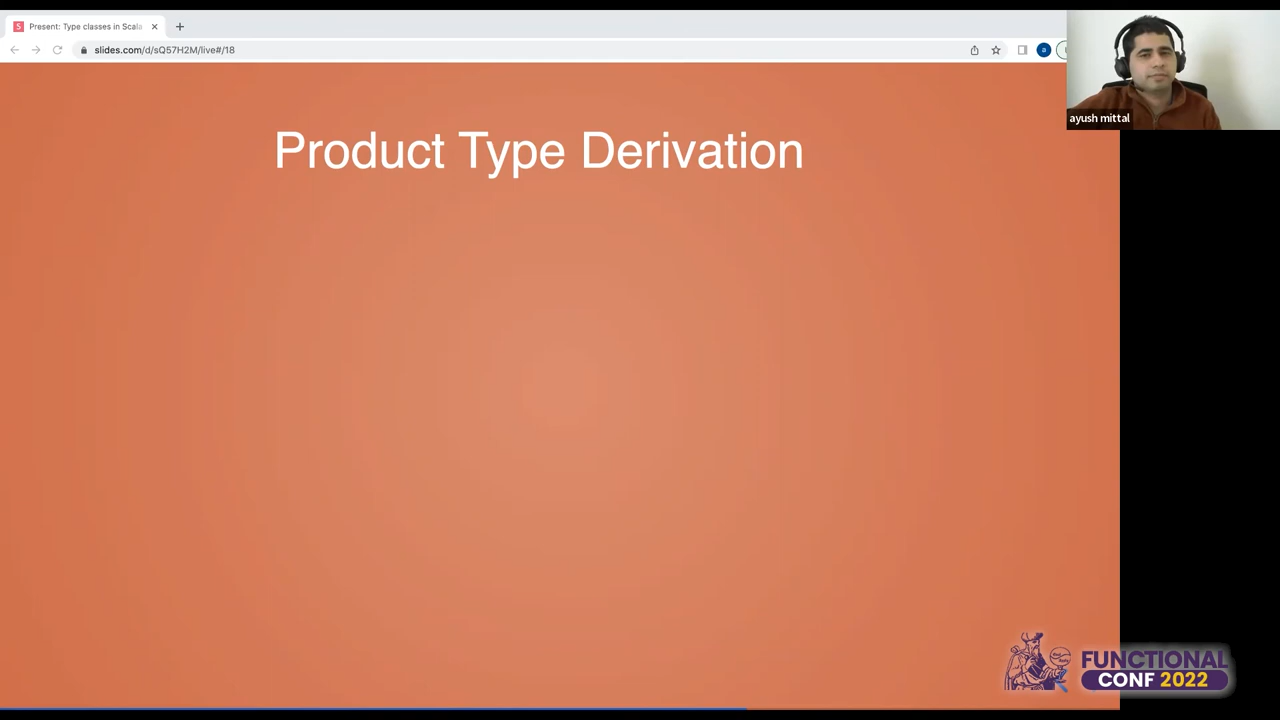 Present: Type classes in Scala
slides.com/d/sQ57H2M/live#/18
a
ayush mittal
Product Type Derivation
FUNCTIONAL
CONF 2022